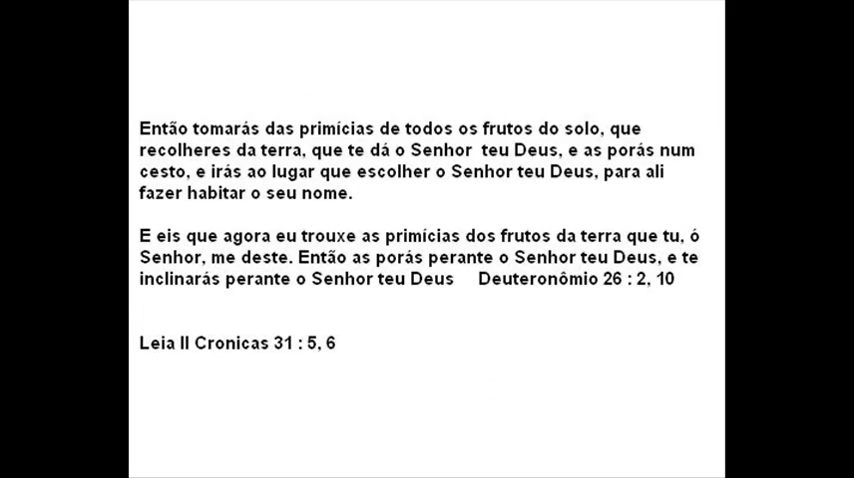 Então tomarás das primícias de todos os frutos do solo, que
recolheres da terra, que te dá o Senhor  teu Deus, e as porás num
cesto, e irás ao lugar que escolher o Senhor teu Deus, para ali
fazer habitar o seu nome.
E eis que agora eu trouxe as primícias dos frutos da terra que tu, ó
Senhor, me deste. Então as porás perante o Senhor teu Deus, e te
inclinarás perante o Senhor teu Deus     Deuteronômio 26 : 2, 10
Leia II Cronicas 31 : 5, 6